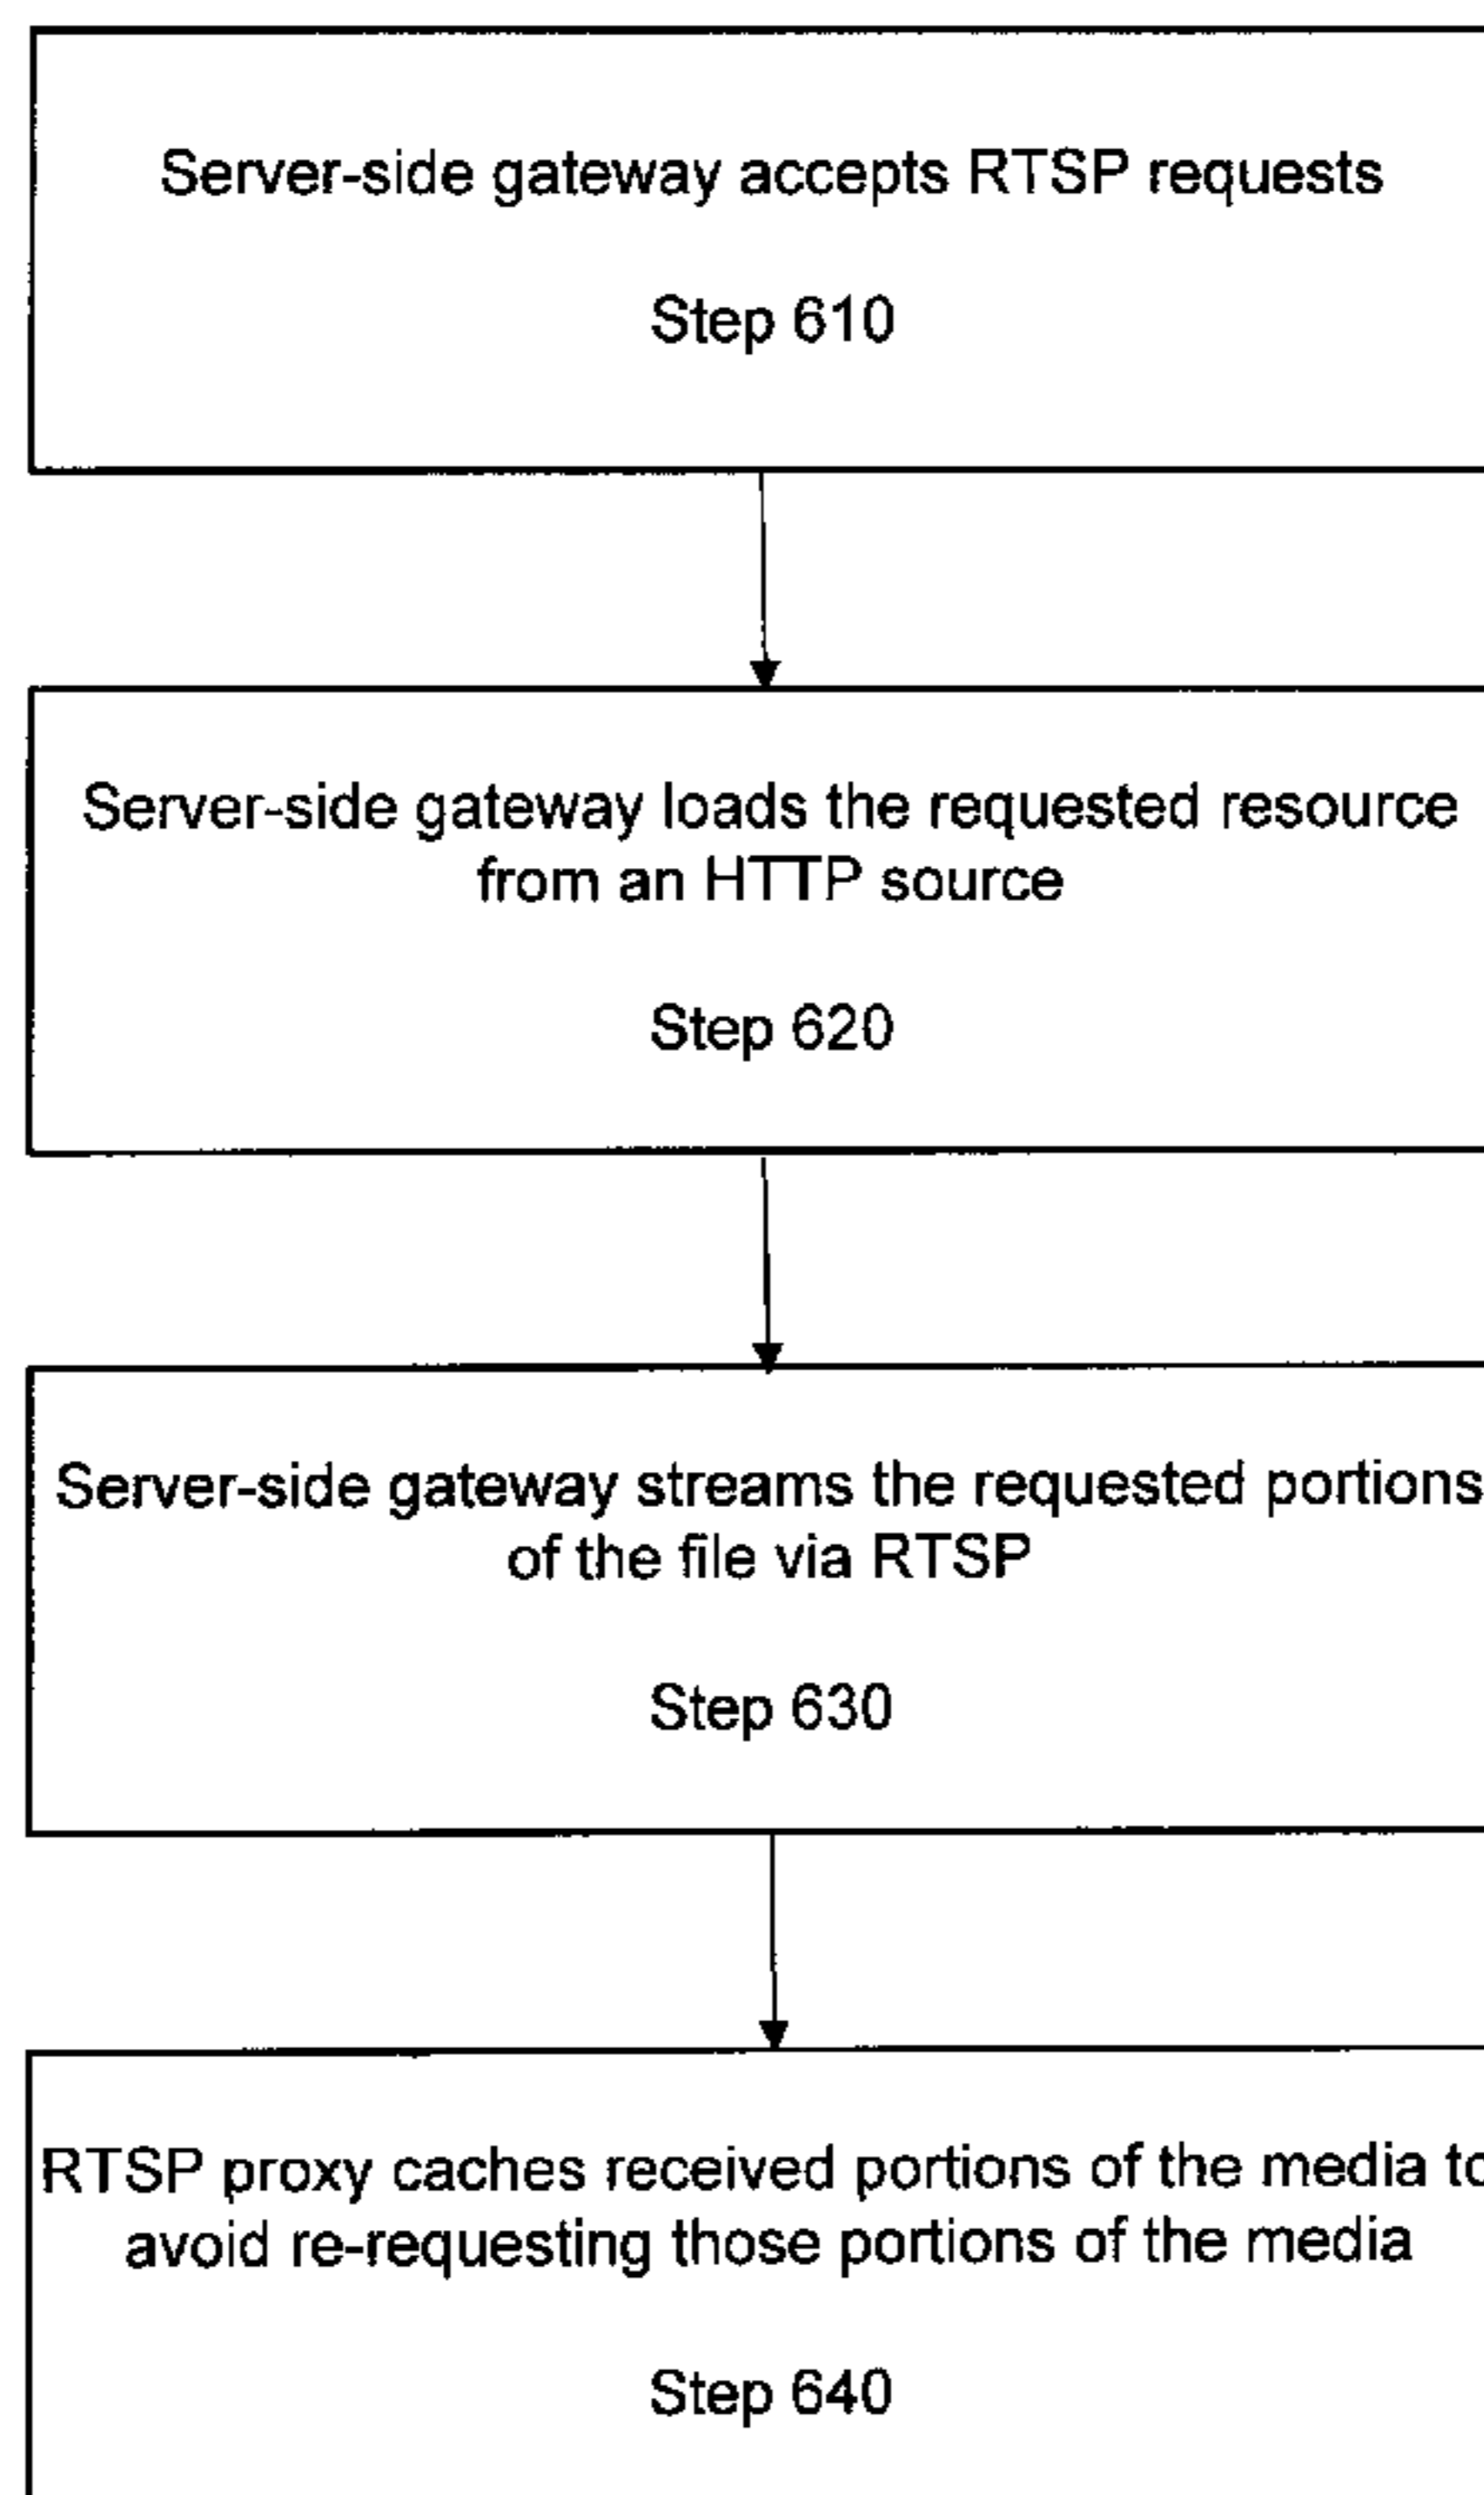 Server-side gateway accepts RTSP requests
Step 610
Server-side gateway loads the requested resource
from an HTTP source
Step 620
Server-side gateway streams the requested portions
of the file via RTSP
Step 630
RTSP proxy caches received portions of the media to
avoid re-requesting those portions of the media
Step 640